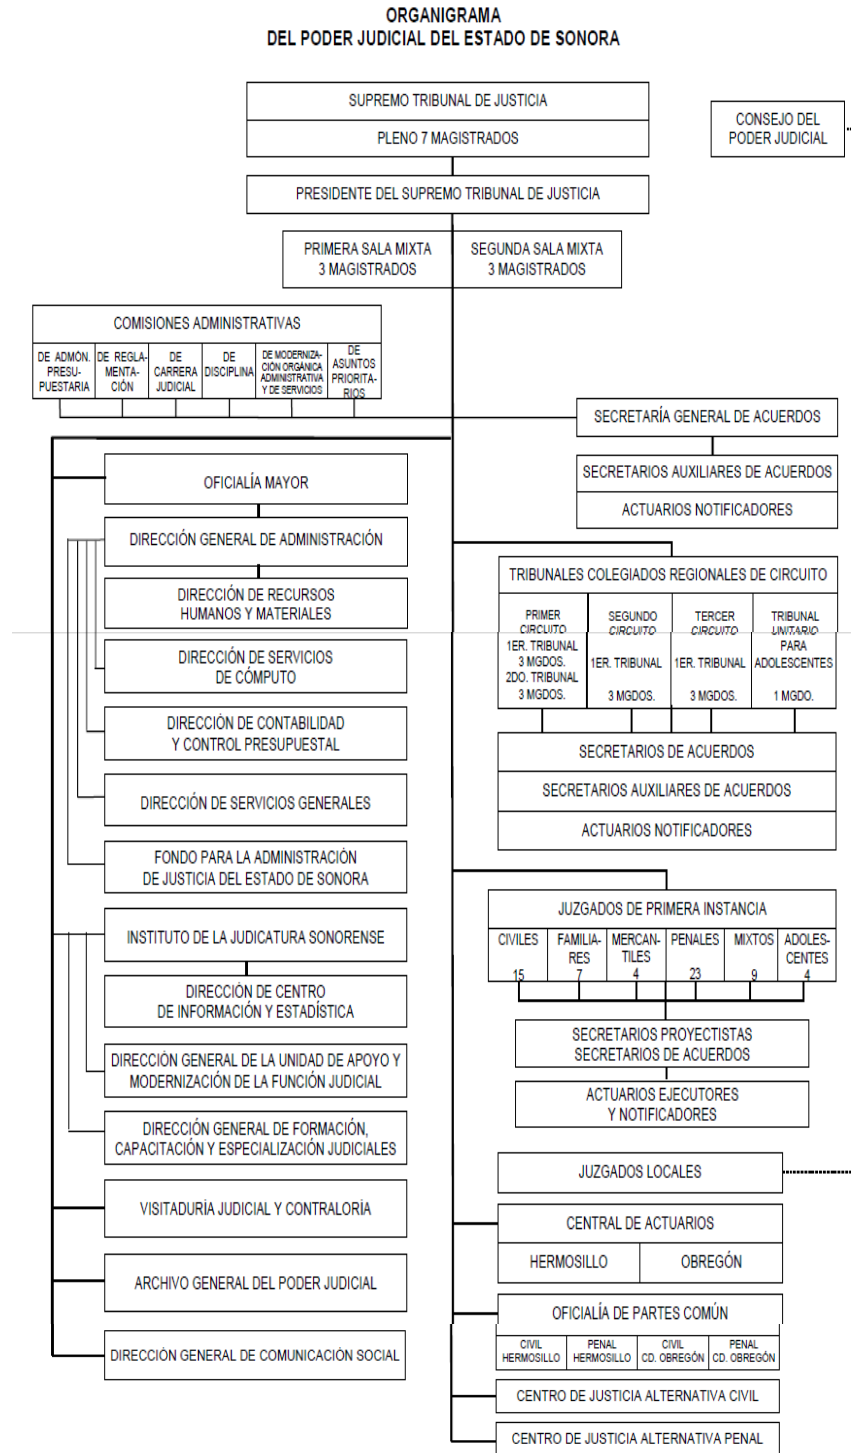 ORGANIGRAMA
DEL PODER JUDICIAL DEL ESTADO DE SONORA
SUPREMO TRIBUNAL DE JUSTICIA
PLENO 7 MAGISTRADOS
CONSEJO DEL
PODER JUDICIAL
PRESIDENTE DEL SUPREMO TRIBUNAL DE JUSTICIA
PRIMERA SALA MIXTA
3 MAGISTRADOS
SEGUNDA SALA MIXTA
3 MAGISTRADOS
COMISIONES ADMINISTRATIVAS
DE ADMÓN.
PRESU-
PUESTARIA
DE REGLA-
MENTA-
CIÓN
DE
CARRERA
JUDICIAL
DE
DISCIPLINA
DE MODERNIZA-
CIÓN ORGÁNICA
ADMINISTRATIVA
Y DE SERVICIOS
DE
ASUNTOS
PRIORITA-
RIOS
SECRETARÍA GENERAL DE ACUERDOS
SECRETARIOS AUXILIARES DE ACUERDOS
ACTUARIOS NOTIFICADORES
OFICIALÍA MAYOR
DIRECCIÓN GENERAL DE ADMINISTRACIÓN
DIRECCIÓN DE RECURSOS
HUMANOS Y MATERIALES
DIRECCIÓN DE SERVICIOS
DE CÓMPUTO
DIRECCIÓN DE CONTABILIDAD
Y CONTROL PRESUPUESTAL
DIRECCIÓN DE SERVICIOS GENERALES
FONDO PARA LA ADMINISTRACIÓN
DE JUSTICIA DEL ESTADO DE SONORA
INSTITUTO DE LA JUDICATURA SONORENSE
DIRECCIÓN DE CENTRO
DE INFORMACIÓN Y ESTADÍSTICA
DIRECCIÓN GENERAL DE LA UNIDAD DE APOYO Y
MODERNIZACIÓN DE LA FUNCIÓN JUDICIAL
DIRECCIÓN GENERAL DE FORMACIÓN,
CAPACITACIÓN Y ESPECIALIZACIÓN JUDICIALES
VISITADURÍA JUDICIAL Y CONTRALORÍA
ARCHIVO GENERAL DEL PODER JUDICIAL
DIRECCIÓN GENERAL DE COMUNICACIÓN SOCIAL
TRIBUNALES COLEGIADOS REGIONALES DE CIRCUITO
PRIMER
CIRCUITO
1ER. TRIBUNAL
3 MGDOS.
2DO. TRIBUNAL
3 MGDOS.
SEGUNDO
CIRCUITO
1ER. TRIBUNAL
3 MGDOS.
TERCER
CIRCUITO
1ER. TRIBUNAL
3 MGDOS.
TRIBUNAL
UNITARIO
PARA
ADOLESCENTES
1 MGDO.
SECRETARIOS DE ACUERDOS
SECRETARIOS AUXILIARES DE ACUERDOS
ACTUARIOS NOTIFICADORES
JUZGADOS DE PRIMERA INSTANCIA
CIVILES
15
FAMILIA-
RES
7
MERCAN-
TILES
4
PENALES
23
MIXTOS
9
ADOLES-
CENTES
4
SECRETARIOS PROYECTISTAS
SECRETARIOS DE ACUERDOS
ACTUARIOS EJECUTORES
Y NOTIFICADORES
JUZGADOS LOCALES
CENTRAL DE ACTUARIOS
HERMOSILLO
OBREGÓN
OFICIALÍA DE PARTES COMÚN
CIVIL
HERMOSILLO
PENAL
HERMOSILLO
CIVIL
CD. OBREGÓN
PENAL
CD. OBREGÓN
CENTRO DE JUSTICIA ALTERNATIVA CIVIL
CENTRO DE JUSTICIA ALTERNATIVA PENAL